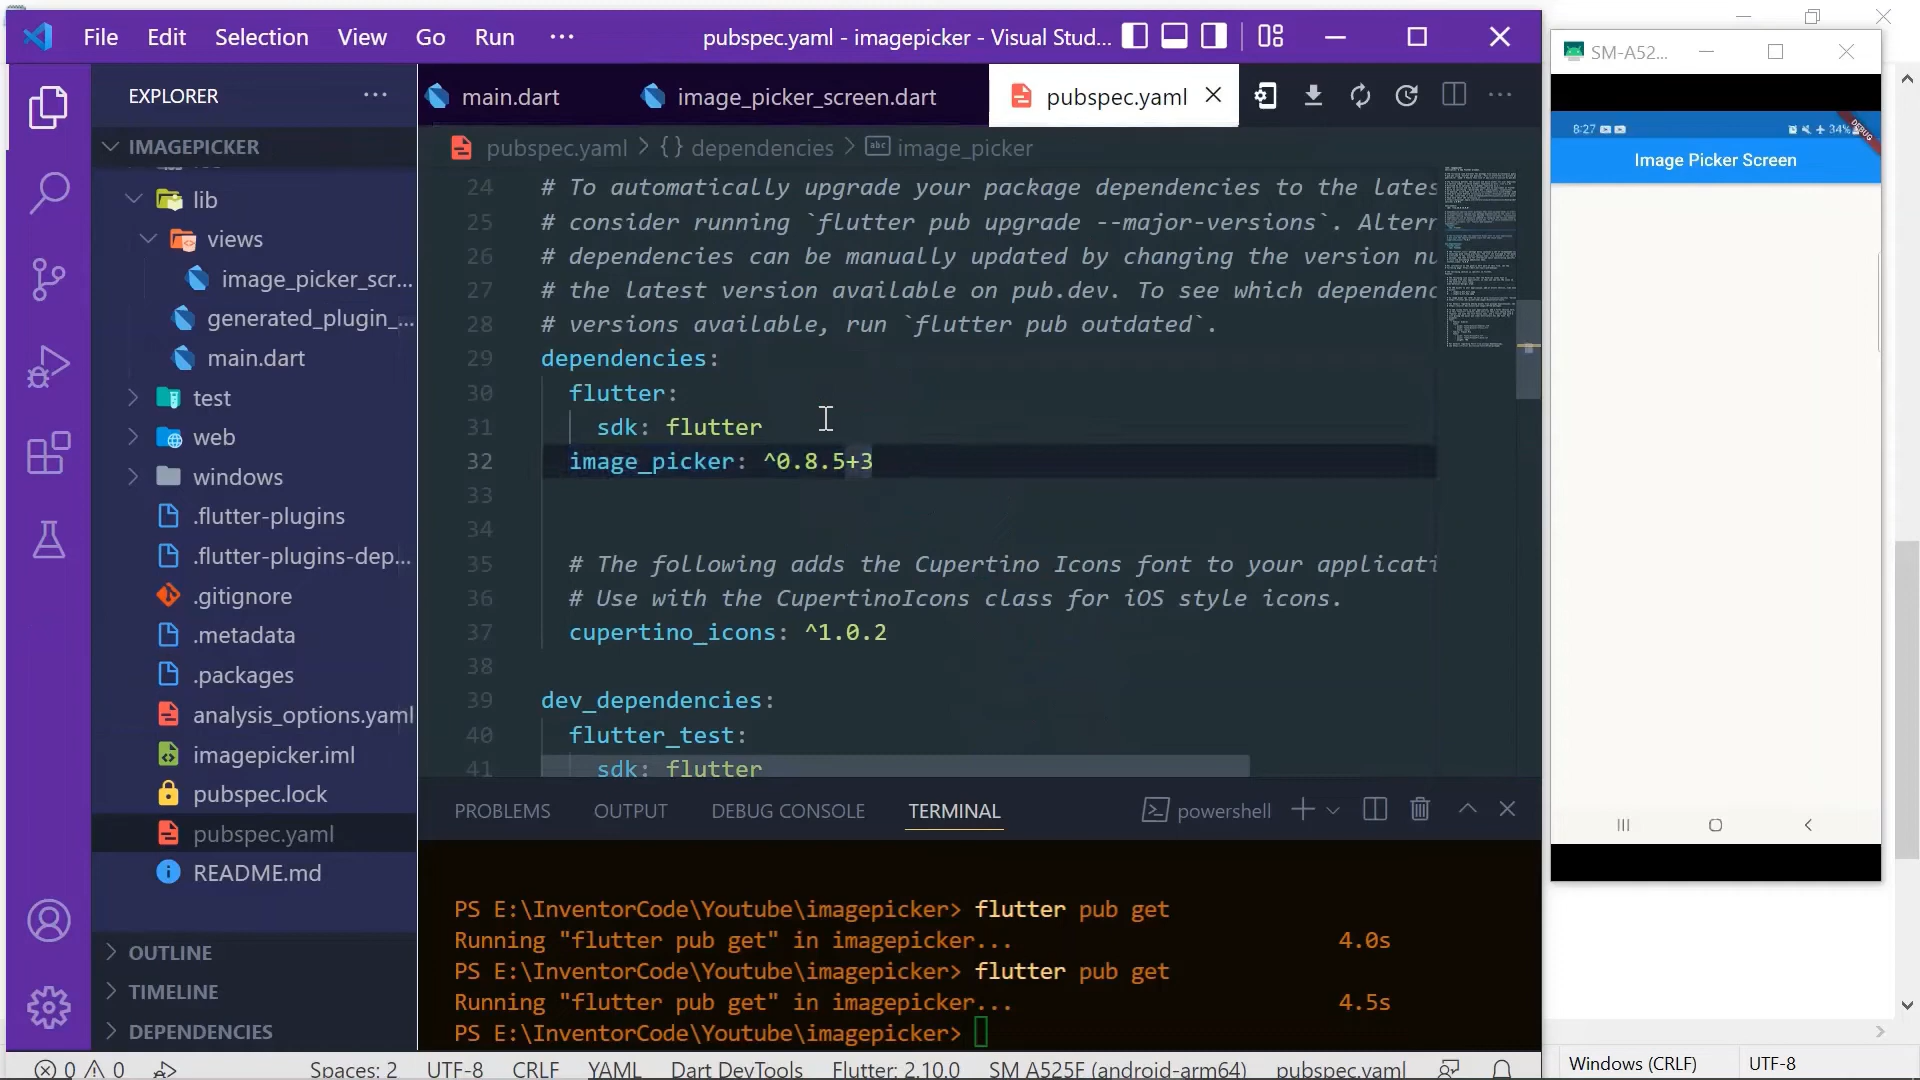 File Edit Selection View Go Run ··· pubspec.yaml - imagepicker - Visual Stud...
EXPLORER ···
IMAGEPICKER
lib
views
image_picker_scr...
generated_plugin_...
main.dart
test
web
windows
.flutter-plugins
.flutter-plugins-dep...
.gitignore
.metadata
.packages
analysis_options.yaml
imagepicker.iml
pubspec.lock
pubspec.yaml
README.md
OUTLINE
TIMELINE
DEPENDENCIES
main.dart image_picker_screen.dart pubspec.yaml
pubspec.yaml > {} dependencies > abc image_picker
24 # To automatically upgrade your package dependencies to the lates
25 # consider running `flutter pub upgrade --major-versions`. Altern
26 # dependencies can be manually updated by changing the version nu
27 # the latest version available on pub.dev. To see which dependenc
28 # versions available, run `flutter pub outdated`.
29 dependencies:
30 flutter:
31 sdk: flutter
32 image_picker: ^0.8.5+3
33
34
35 # The following adds the Cupertino Icons font to your applicati
36 # Use with the CupertinoIcons class for iOS style icons.
37 cupertino_icons: ^1.0.2
38
39 dev_dependencies:
40 flutter_test:
41 sdk: flutter
PROBLEMS OUTPUT DEBUG CONSOLE TERMINAL powershell
PS E:\InventorCode\Youtube\imagepicker> flutter pub get
Running "flutter pub get" in imagepicker... 4.0s
PS E:\InventorCode\Youtube\imagepicker> flutter pub get
Running "flutter pub get" in imagepicker... 4.5s
PS E:\InventorCode\Youtube\imagepicker>
0 0 Spaces: 2 UTF-8 CRLF YAML Dart DevTools Flutter: 2.10.0 SM A525F (android-arm64) pubspec.yaml
SM-A52...
8:27 34%
DEBUG
Image Picker Screen
Windows (CRLF) UTF-8